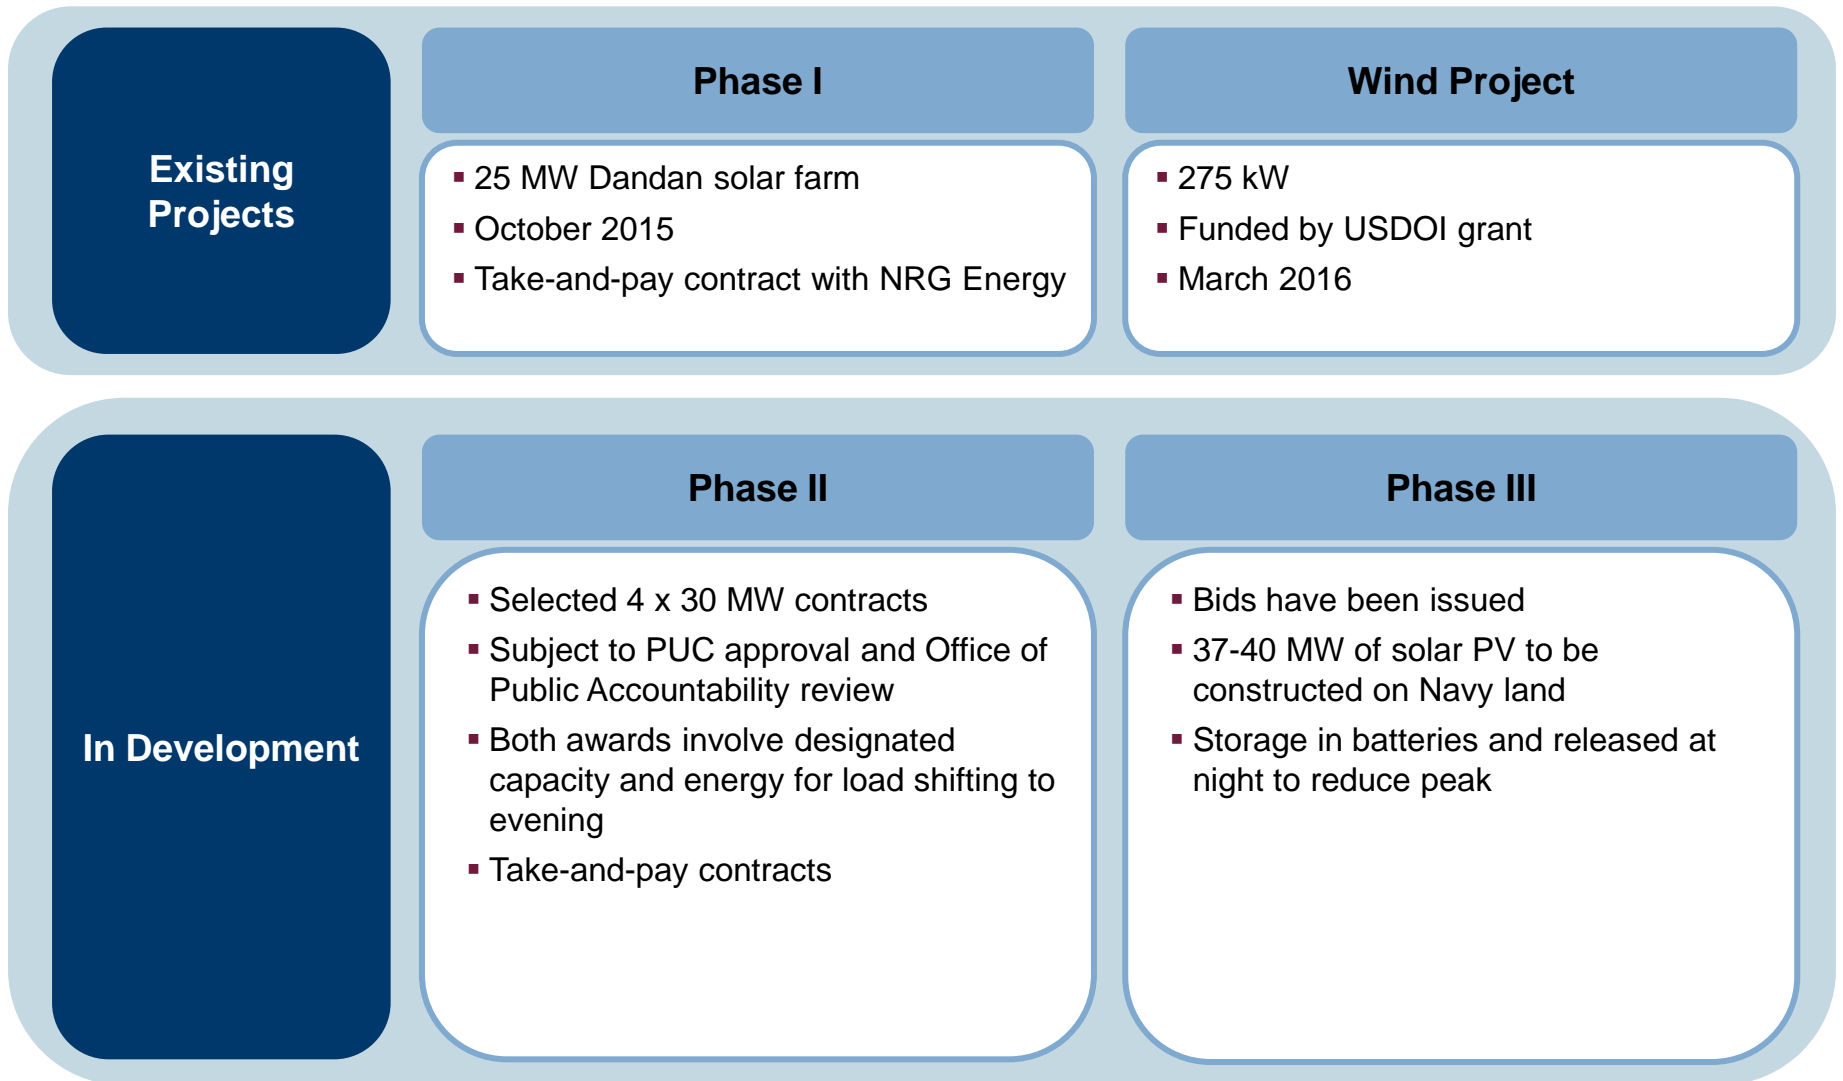 Existing
Projects
Phase I
▪ 25 MW Dandan solar farm
▪ October 2015
▪ Take-and-pay contract with NRG Energy
Wind Project
▪ 275 kW
▪ Funded by USDOI grant
▪ March 2016
In Development
Phase II
▪ Selected 4 x 30 MW contracts
▪ Subject to PUC approval and Office of
Public Accountability review
▪ Both awards involve designated
capacity and energy for load shifting to
evening
▪ Take-and-pay contracts
Phase III
▪ Bids have been issued
▪ 37-40 MW of solar PV to be
constructed on Navy land
▪ Storage in batteries and released at
night to reduce peak